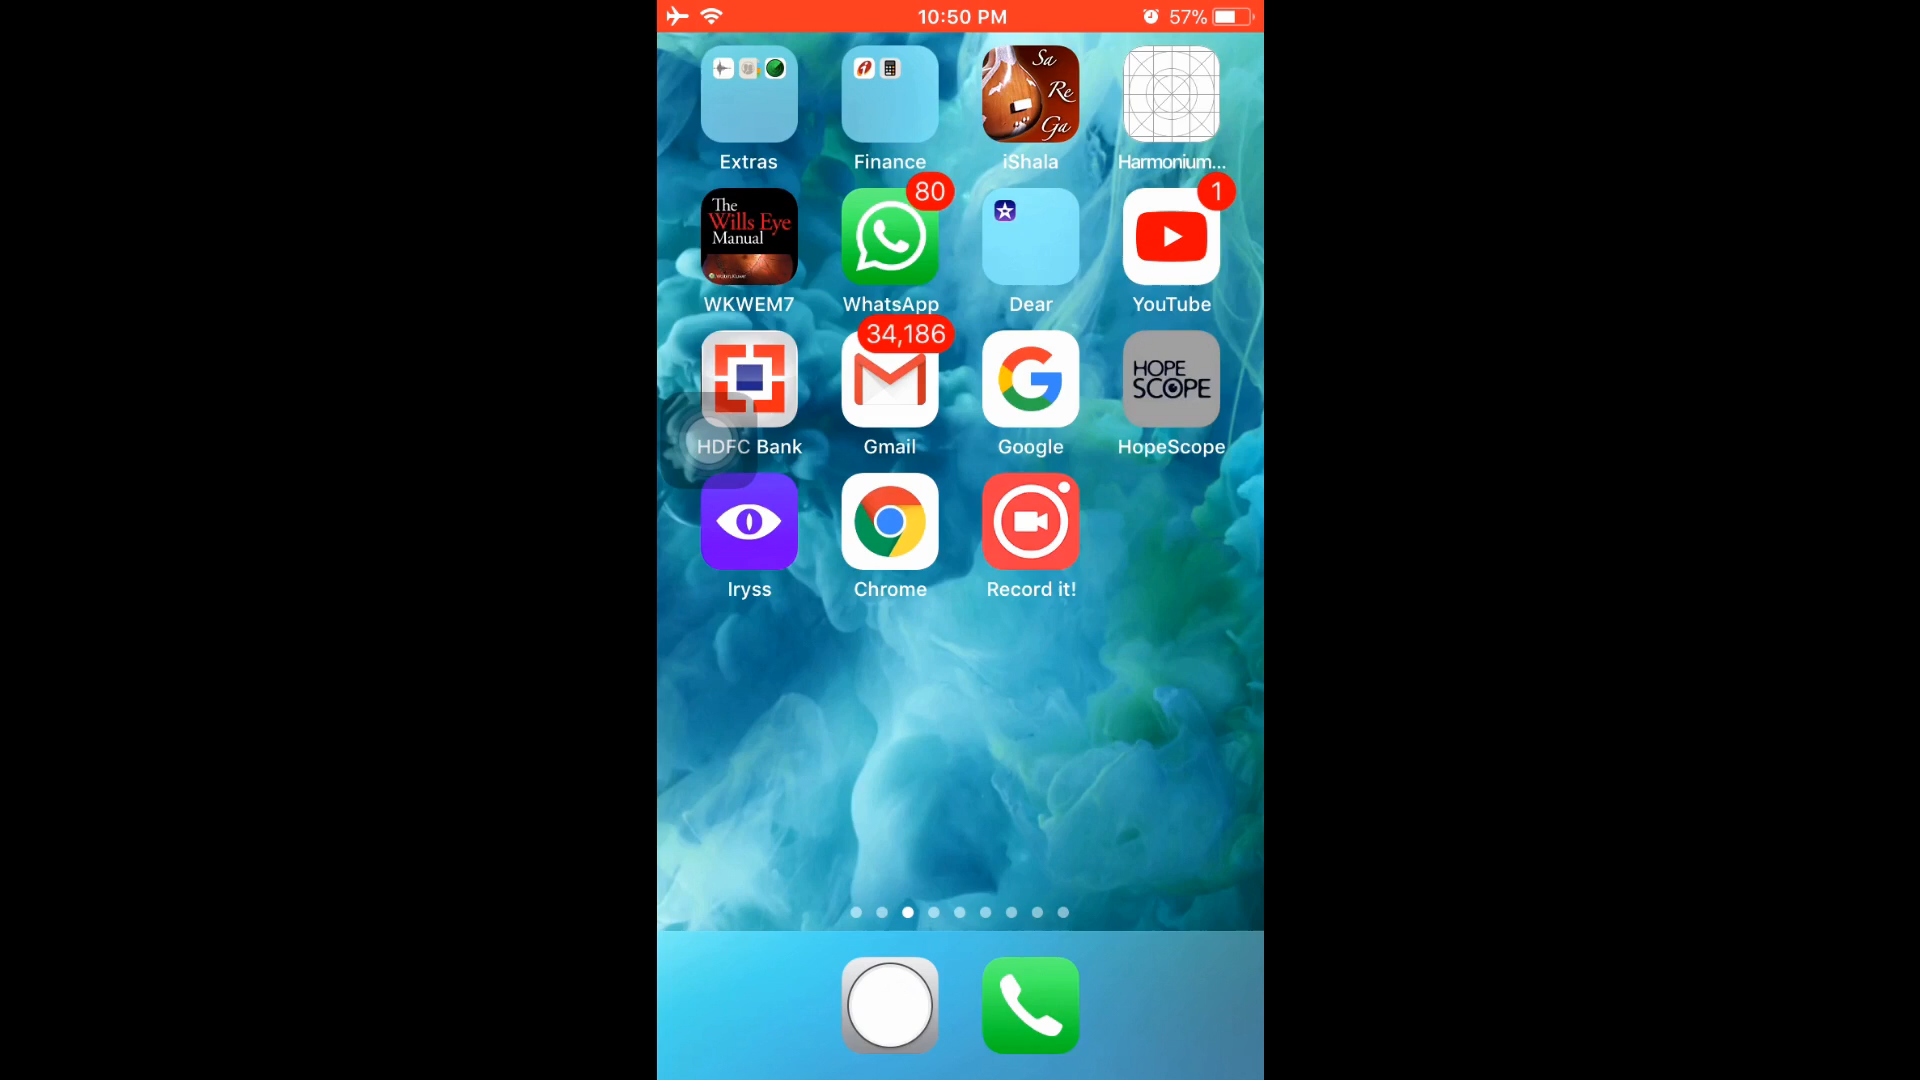 10:50 PM
57%
Sa
Re
Ga
Extras
Finance
iShala
Harmonium...
The
Wills Eye
Manual
80
1
WKWEM7
WhatsApp
Dear
YouTube
34,186
HOPE
SCOPE
HDFC Bank
Gmail
Google
HopeScope
Iryss
Chrome
Record it!